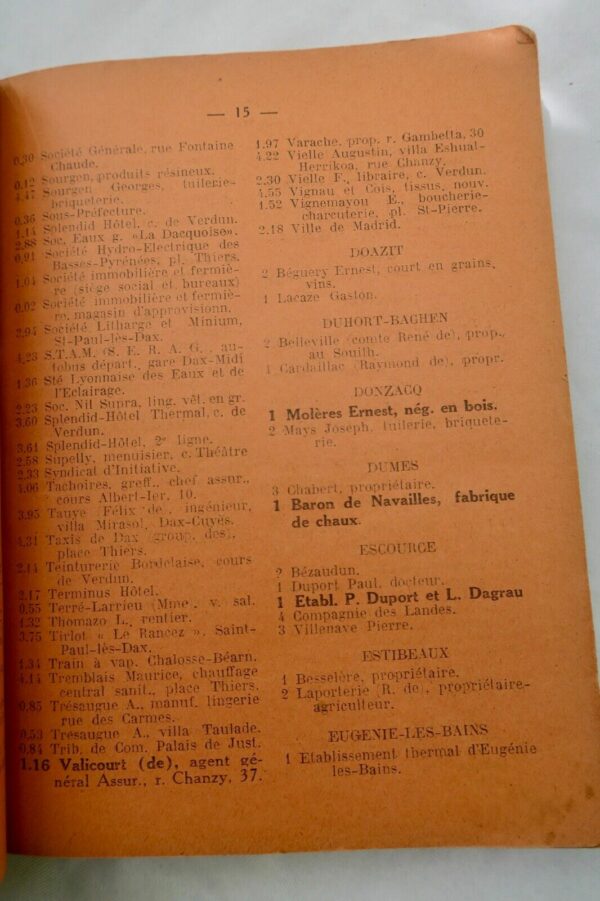 — 15 —
0.30 Société Générale, rue Fontaine
Chaude.
0.12 Sourgen, produits résineux.
4.47 Sourgen Georges, tuilerie-
briqueterie.
0.36 Sous-Préfecture.
1.14 Splendid Hôtel, c. de Verdun.
2.88 Soc. Eaux g. «La Dacquoise».
0.91 Société Hydro-Electrique des
Basses-Pyrénées, pl. Thiers.
1.04 Société immobilière et fermiè-
re (siège social et bureaux)
0.02 Société immobilière et fermiè-
re, magasin d'approvisionn.
2.94 Société Litharge et Minium,
St-Paul-lès-Dax.
4.23 S.T.A.M. (S. E. R. A. G., au-
tobus départ., gare Dax-Midi
1.36 Sté Lyonnaise des Eaux et de
l'Eclairage.
2.23 Soc. Nil Supra, ling. vêt. en gr.
3.60 Splendid-Hôtel Thermal, c. de
Verdun.
3.61 Splendid-Hôtel, 2e ligne.
2.58 Supelly, menuisier, c. Théâtre
2.33 Syndicat d'Initiative.
4.06 Tachoires, greff., chef assur.,
cours Albert-Ier, 10.
3.95 Tauye (Félix de), ingénieur,
villa Mirasol, Dax-Cuyès.
4.31 Taxis de Dax (group. des),
place Thiers.
2.14 Teinturerie Bordelaise, cours
de Verdun.
2.17 Terminus Hôtel.
0.55 Terré-Larrieu (Mme), v. sal.
4.32 Thomazo L., rentier.
3.75 Tirlot « Le Rancez », Saint-
Paul-lès-Dax.
1.34 Train à vap. Chalosse-Béarn.
4.14 Tremblais Maurice, chauffage
central sanit., place Thiers.
0.85 Trésaugue A., manuf. lingerie
rue des Carmes.
0.53 Trésaugue A., villa Taulade.
0.84 Trib. de Com. Palais de Just.
1.16 Valicourt (de), agent gé-
néral Assur., r. Chanzy, 37.
1.97 Varache, prop. r. Gambetta, 30
4.22 Vielle Augustin, villa Eshual-
Herrikoa, rue Chanzy.
2.30 Vielle F., libraire, c. Verdun.
4.55 Vignau et Cois, tissus, nouv.
1.52 Vignemayou E., boucherie-
charcuterie, pl. St-Pierre.
2.18 Ville de Madrid.
DOAZIT
2 Béguery Ernest, court en grains,
vins.
1 Lacaze Gaston.
DUHORT-BACHEN
2 Belleville (comte René de), prop.,
au Souilh.
1 Cardaillac (Raymond de), propr.
DONZACQ
1 Molères Ernest, nég. en bois.
2 Mays Joseph, tuilerie, briquete-
rie.
DUMES
3 Chabert, propriétaire.
1 Baron de Navailles, fabrique
de chaux.
ESCOURCE
2 Bézaudun.
1 Duport Paul, docteur.
1 Etabl. P. Duport et L. Dagrau
4 Compagnie des Landes.
3 Villenave Pierre.
ESTIBEAUX
1 Besselère, propriétaire.
2 Laporterie (R. de), propriétaire-
agriculteur.
EUGENIE-LES-BAINS
1 Etablissement thermal d'Eugénie
les-Bains.